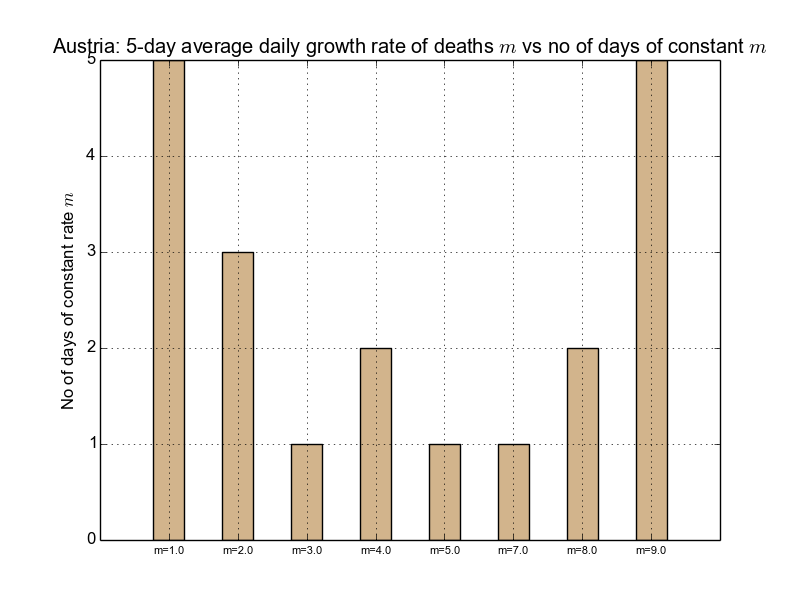 Austria: 5-day average daily growth rate of deaths m vs no of days of constant m
5
4
3
2
1
0
No of days of constant rate m
m=1.0 m=2.0 m=3.0 m=4.0 m=5.0 m=7.0 m=8.0 m=9.0